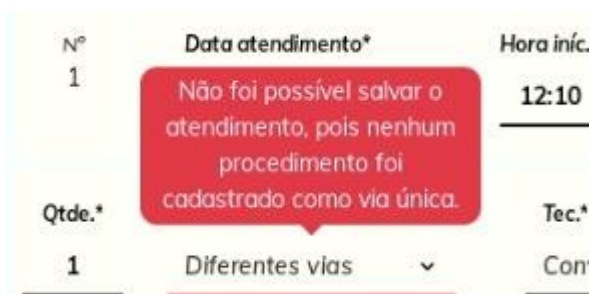 Nº Data atendimento* Hora iníc.
1 12:10
Não foi possível salvar o
atendimento, pois nenhum
procedimento foi
cadastrado como via única.
Qtde.* Tec.*
1 Diferentes vias